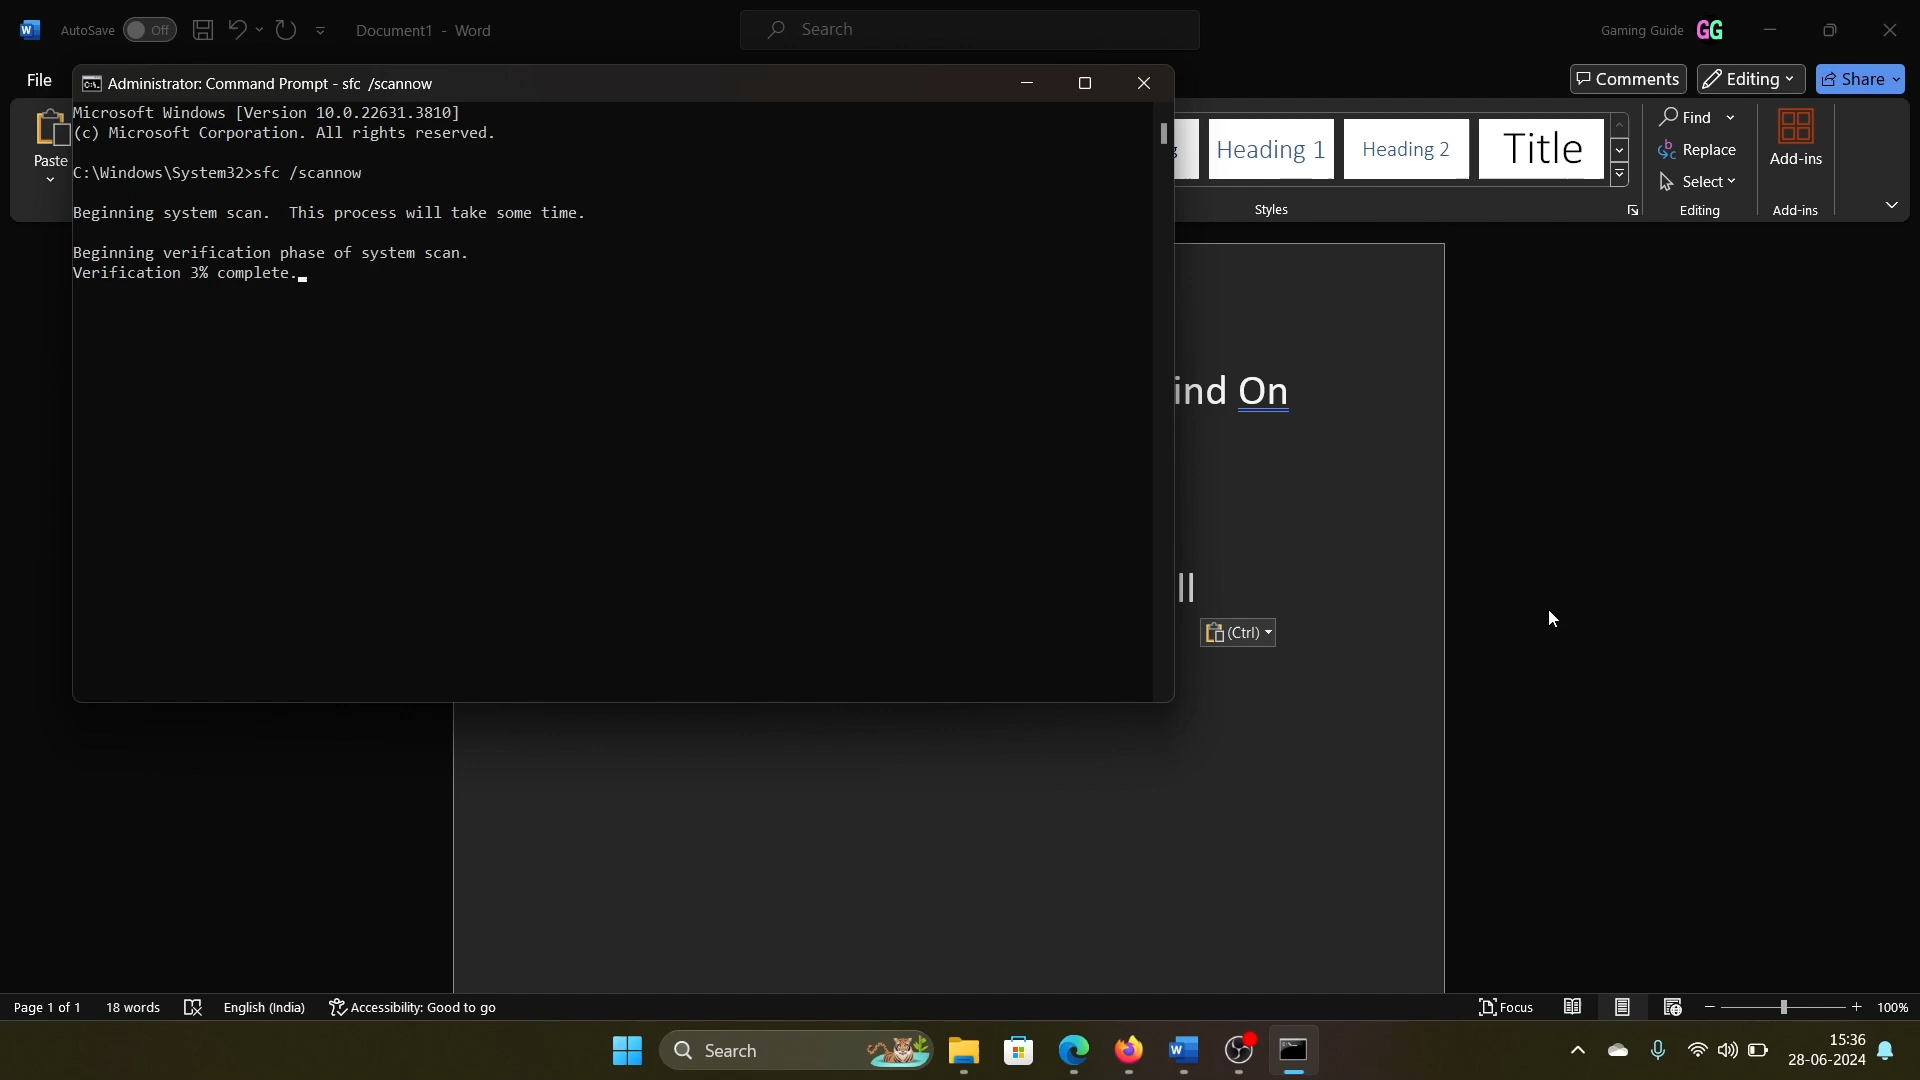 AutoSave Off
Document1 - Word
Search
Gaming Guide GG
File
Comments
Editing
Share
Administrator: Command Prompt - sfc /scannow
Microsoft Windows [Version 10.0.22631.3810]
(c) Microsoft Corporation. All rights reserved.
C:\Windows\System32>sfc /scannow
Beginning system scan. This process will take some time.
Beginning verification phase of system scan.
Verification 3% complete.
Paste
Heading 1
Heading 2
Title
Styles
Find
Replace
Select
Editing
Add-ins
Add-ins
ind On
(Ctrl)
Page 1 of 1
18 words
English (India)
Accessibility: Good to go
Focus
100%
Search
15:36
28-06-2024